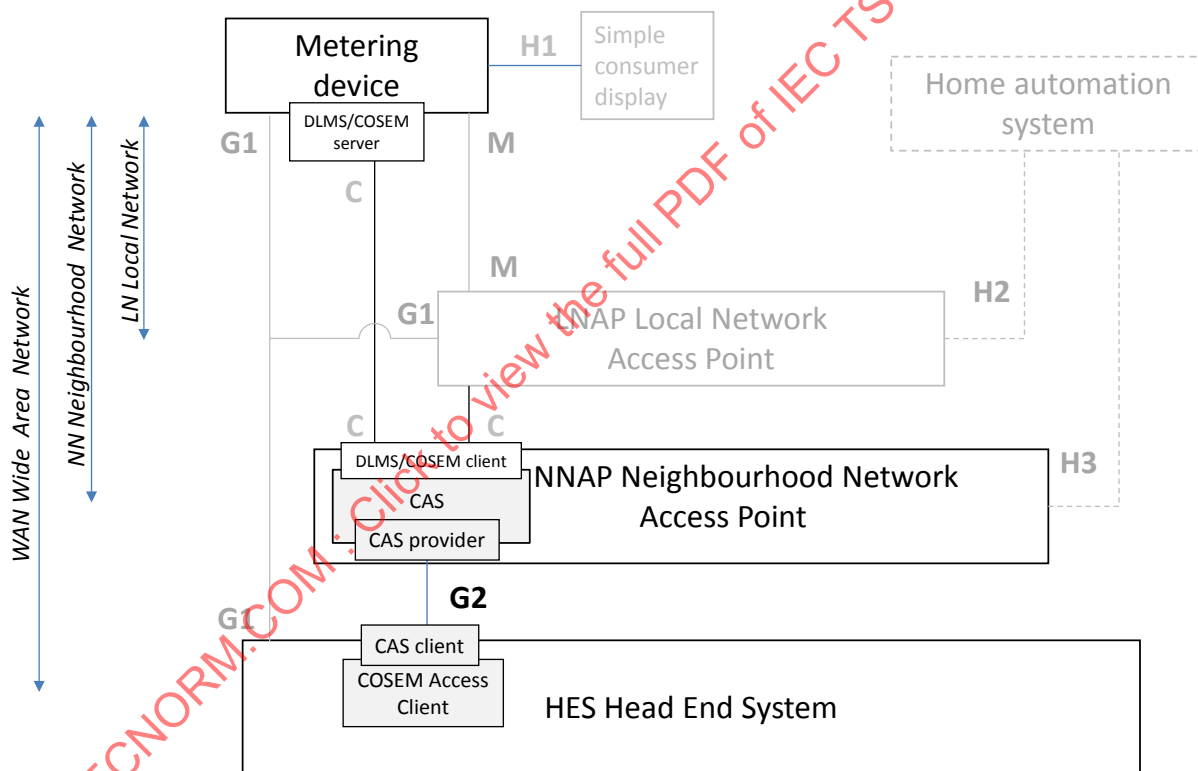 Metering
device
H1
Simple
consumer
display
Home automation
system
DLMS/COSEM
server
G1
M
C
WAN Wide Area Network
NN Neighbourhood Network
LN Local Network
M
G1
LNAP Local Network
Access Point
H2
C
C
DLMS/COSEM client
NNAP Neighbourhood Network
Access Point
H3
CAS
CAS provider
G2
G1
CAS client
COSEM Access
Client
HES Head End System
ECNORM.COM : Click to view the full PDF of IEC TS